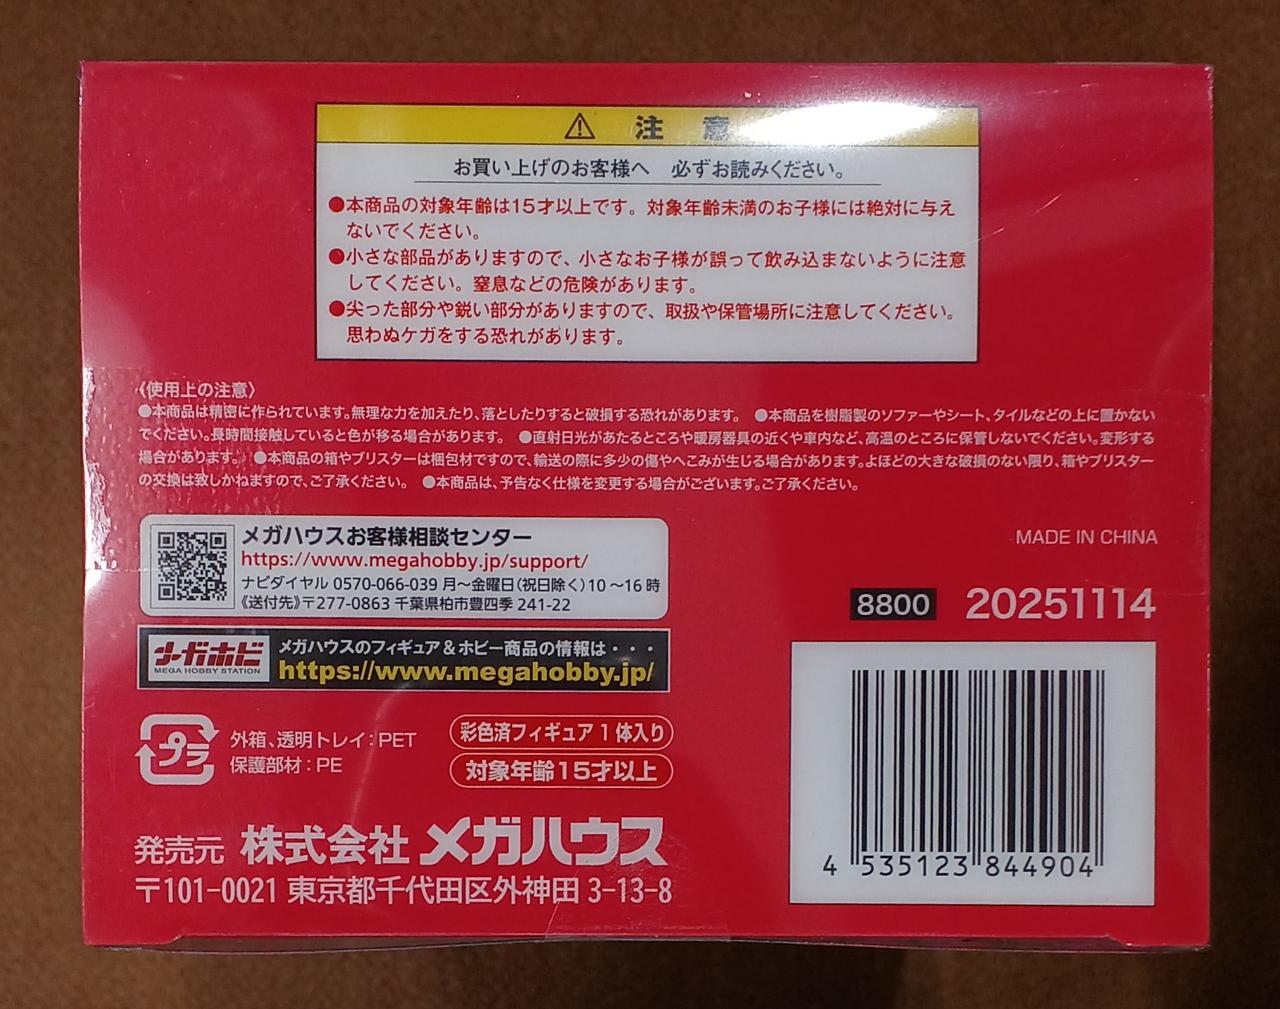 ⚠ 注 意
お買い上げのお客様へ 必ずお読みください。
●本商品の対象年齢は15才以上です。対象年齢未満のお子様には絶対に与え
ないでください。
●小さな部品がありますので、小さなお子様が誤って飲み込まないように注意
してください。窒息などの危険があります。
●尖った部分や鋭い部分がありますので、取扱や保管場所に注意してください。
思わぬケガをする恐れがあります。
〈使用上の注意〉
●本商品は精密に作られています。無理な力を加えたり、落としたりすると破損する恐れがあります。 ●本商品を樹脂製のソファーやシート、タイルなどの上に置かない
でください。長時間接触していると色が移る場合があります。 ●直射日光があたるところや暖房器具の近くや車内など、高温のところに保管しないでください。変形する
場合があります。 ●本商品の箱やブリスターは梱包材ですので、輸送の際に多少の傷やへこみが生じる場合があります。よほどの大きな破損のない限り、箱やブリスター
の交換は致しかねますので、ご了承ください。 ●本商品は、予告なく仕様を変更する場合がございます。ご了承ください。
メガハウスお客様相談センター
https://www.megahobby.jp/support/
ナビダイヤル 0570-066-039 月～金曜日(祝日除く)10～16時
《送付先》〒277-0863 千葉県柏市豊四季 241-22
メガホビ
MEGA HOBBY STATION
メガハウスのフィギュア&ホビー商品の情報は・・・
https://www.megahobby.jp/
プラ
外箱、透明トレイ:PET
保護部材:PE
彩色済フィギュア1体入り
対象年齢15才以上
発売元 株式会社 メガハウス
〒101-0021 東京都千代田区外神田 3-13-8
MADE IN CHINA
8800 20251114
4 535123 844904